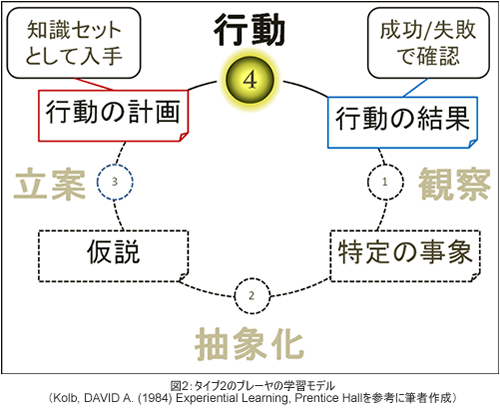 知識セット
として入手
行動
成功/失敗
で確認
4
行動の計画
行動の結果
立案
3
1
観察
仮説
特定の事象
2
抽象化
図2：タイプ2のプレーヤの学習モデル
（Kolb, DAVID A. (1984) Experiential Learning, Prentice Hallを参考に筆者作成）